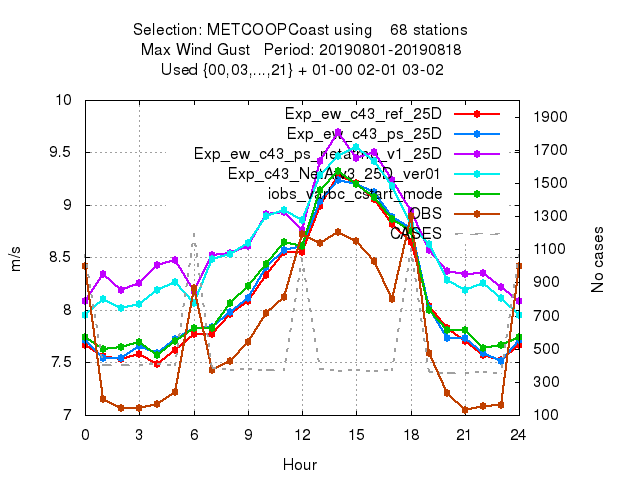 Selection: METCOOPCoast using 68 stations
Max Wind Gust Period: 20190801-20190818
Used {00,03,...,21} + 01-00 02-01 03-02
Exp_ew_c43_ref_25D
Exp_ew_c43_ps_25D
Exp_ew_c43_ps_netatmo_v1_25D
Exp_c43_NetAtv3_25D_ver01
iobs_varbc_cstart_mode
OBS
CASES
m/s
10
9.5
9
8.5
8
7.5
7
No cases
1900
1700
1500
1300
1100
900
700
500
300
100
0 3 6 9 12 15 18 21 24
Hour